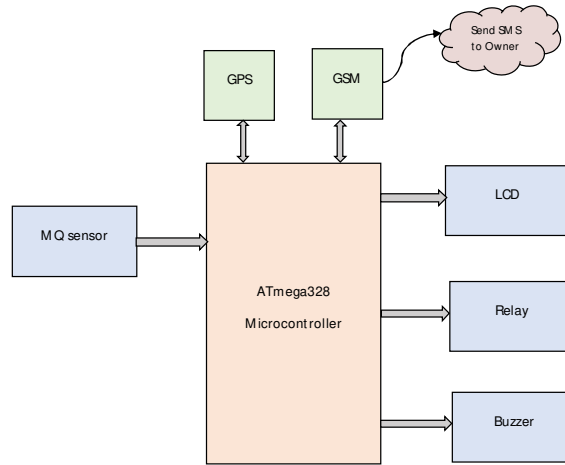 Send SMS
to Owner
GPS
GSM
LCD
MQ sensor
ATmega328
Microcontroller
Relay
Buzzer